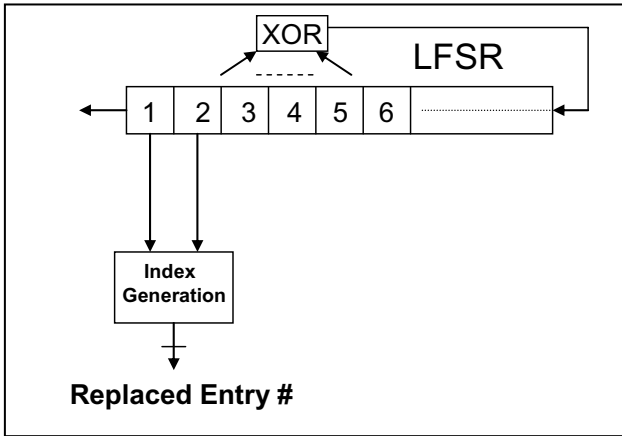 XOR
LFSR
1 2 3 4 5 6
Index
Generation
Replaced Entry #